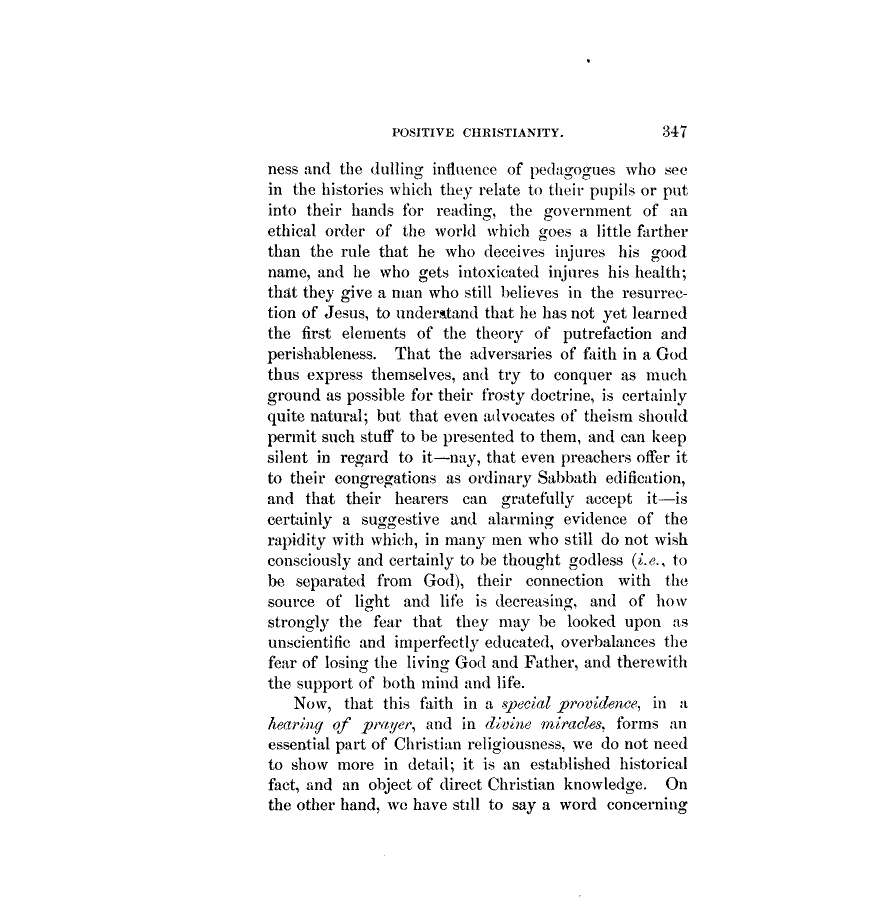 POSITIVE CHRISTIANITY. 347
ness and the dulling influence of pedagogues who see
in the histories which they relate to their pupils or put
into their hands for reading, the government of an
ethical order of the world which goes a little farther
than the rule that he who deceives injures his good
name, and he who gets intoxicated injures his health;
that they give a man who still believes in the resurrec-
tion of Jesus, to understand that he has not yet learned
the first elements of the theory of putrefaction and
perishableness. That the adversaries of faith in a God
thus express themselves, and try to conquer as much
ground as possible for their frosty doctrine, is certainly
quite natural; but that even advocates of theism should
permit such stuff to be presented to them, and can keep
silent in regard to it—nay, that even preachers offer it
to their congregations as ordinary Sabbath edification,
and that their hearers can gratefully accept it—is
certainly a suggestive and alarming evidence of the
rapidity with which, in many men who still do not wish
consciously and certainly to be thought godless (i.e., to
be separated from God), their connection with the
source of light and life is decreasing, and of how
strongly the fear that they may be looked upon as
unscientific and imperfectly educated, overbalances the
fear of losing the living God and Father, and therewith
the support of both mind and life.
Now, that this faith in a special providence, in a
hearing of prayer, and in divine miracles, forms an
essential part of Christian religiousness, we do not need
to show more in detail; it is an established historical
fact, and an object of direct Christian knowledge. On
the other hand, we have still to say a word concerning